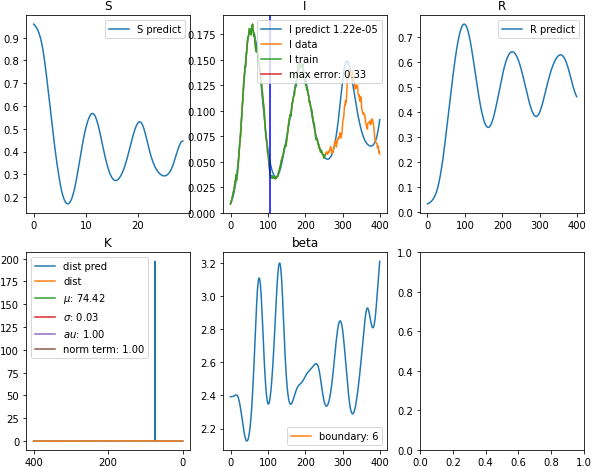 S
I
R
S predict
I predict 1.22e-05
I data
I train
max error: 0.33
R predict
0.9
0.8
0.7
0.6
0.5
0.4
0.3
0.2
0 10 20
0.175
0.150
0.125
0.100
0.075
0.050
0.025
0.000
0 100 200 300 400
0.7
0.6
0.5
0.4
0.3
0.2
0.1
0.0
0 100 200 300 400
K
beta
dist pred
dist
μ: 74.42
σ: 0.03
au: 1.00
norm term: 1.00
200
175
150
125
100
75
50
25
0
400 200 0
3.2
3.0
2.8
2.6
2.4
2.2
0 100 200 300 400
boundary: 6
1.0
0.8
0.6
0.4
0.2
0.0
0.0 0.2 0.4 0.6 0.8 1.0